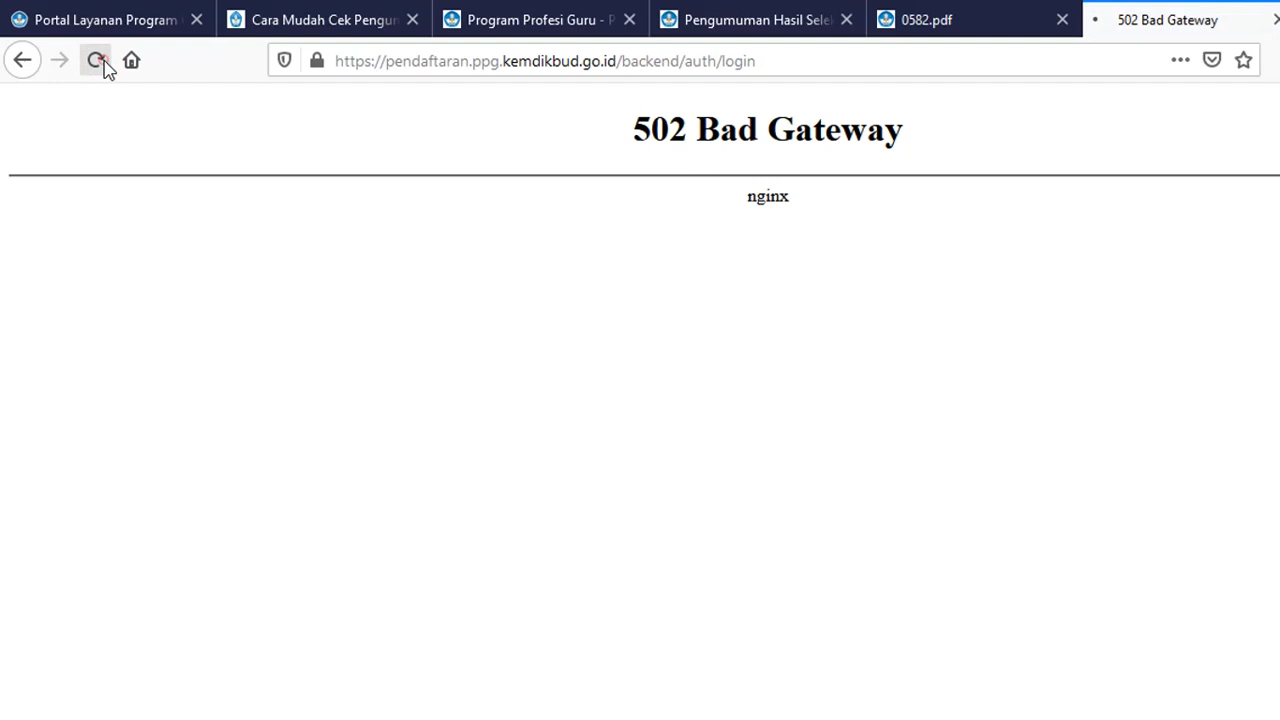 Portal Layanan Program
Cara Mudah Cek Pengun
Program Profesi Guru - P
Pengumuman Hasil Sele
0582.pdf
502 Bad Gateway
https://pendaftaran.ppg.kemdikbud.go.id/backend/auth/login
502 Bad Gateway
nginx